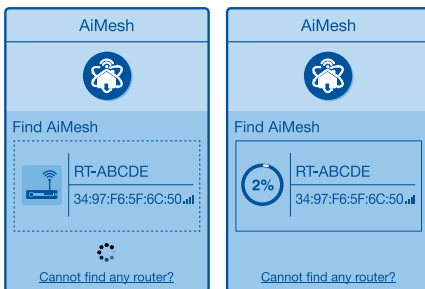 AiMesh
Find AiMesh
RT-ABCDE
34:97:F6:5F:6C:50
Cannot find any router?
AiMesh
Find AiMesh
2%
RT-ABCDE
34:97:F6:5F:6C:50
Cannot find any router?